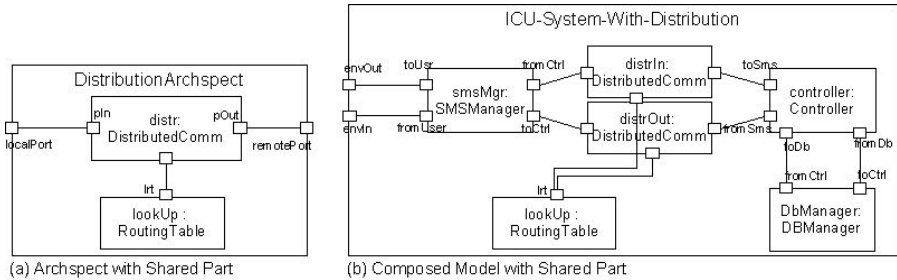 DistributionArchspect
pIn
distr:
DistributedComm
pOut
localPort
remotePort
lrt
lookUp :
RoutingTable
(a) Archspect with Shared Part
ICU-System-With-Distribution
envOut
toUsr
fromCtrl
distrIn:
DistributedComm
toSms
smsMgr:
SMSManager
controller:
Controller
envIn
fromUser
toCtrl
distrOut:
DistributedComm
fromSms
toDb
fromDb
fromCtrl
toCtrl
lrt
lookUp :
RoutingTable
DbManager:
DBManager
(b) Composed Model with Shared Part